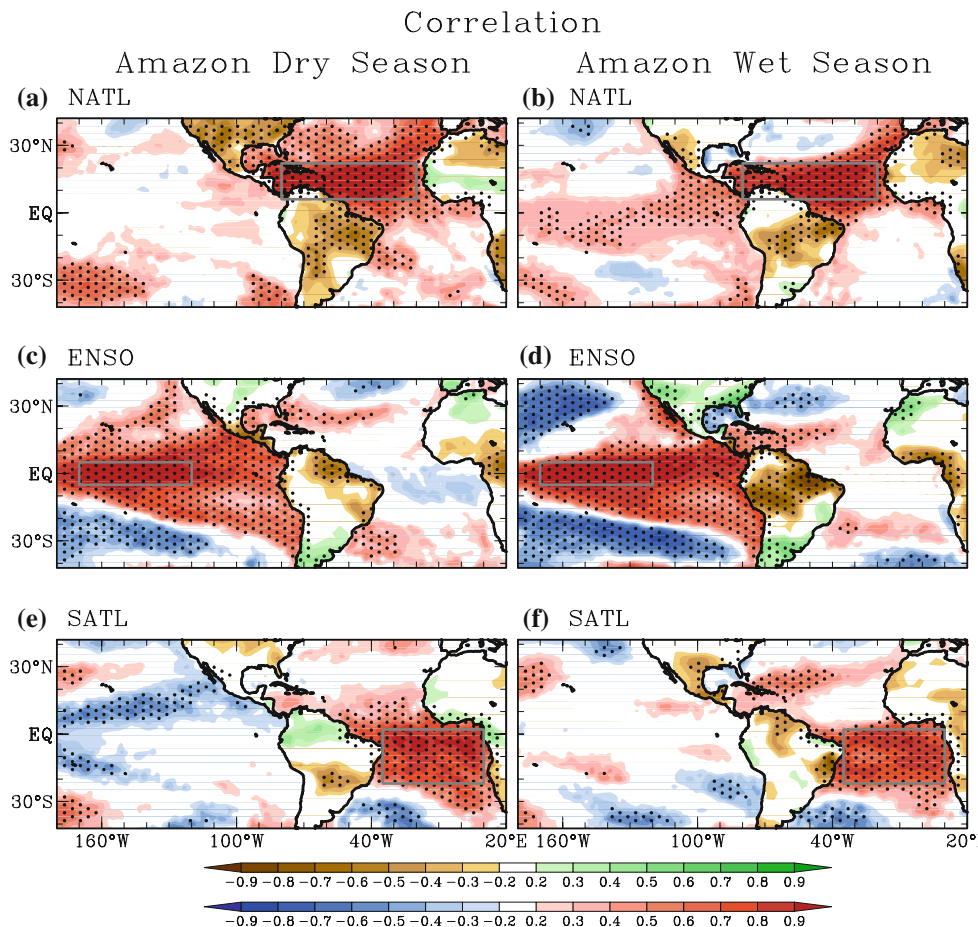 Correlation
Amazon Dry Season Amazon Wet Season
(a) NATL (b) NATL
30°N
EQ
30°S
(c) ENSO (d) ENSO
30°N
EQ
30°S
(e) SATL (f) SATL
30°N
EQ
30°S
160°W 100°W 40°W 20°E 160°W 100°W 40°W 20°
-0.9 -0.8 -0.7 -0.6 -0.5 -0.4 -0.3 -0.2 0.2 0.3 0.4 0.5 0.6 0.7 0.8 0.9
-0.9 -0.8 -0.7 -0.6 -0.5 -0.4 -0.3 -0.2 0.2 0.3 0.4 0.5 0.6 0.7 0.8 0.9